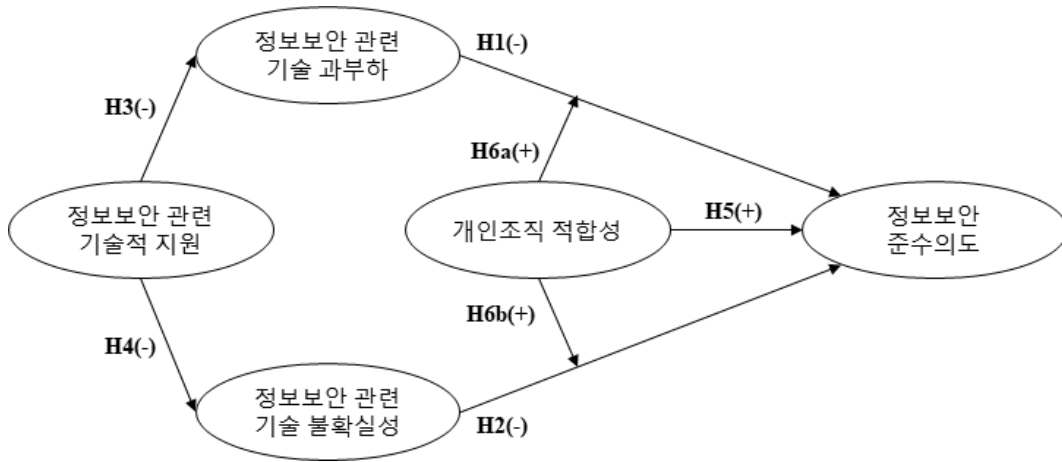 정보보안 관련
기술 과부하
H1(-)
H3(-)
H6a(+)
정보보안 관련
기술적 지원
개인조직 적합성
H5(+)
정보보안
준수의도
H6b(+)
H4(-)
정보보안 관련
기술 불확실성
H2(-)